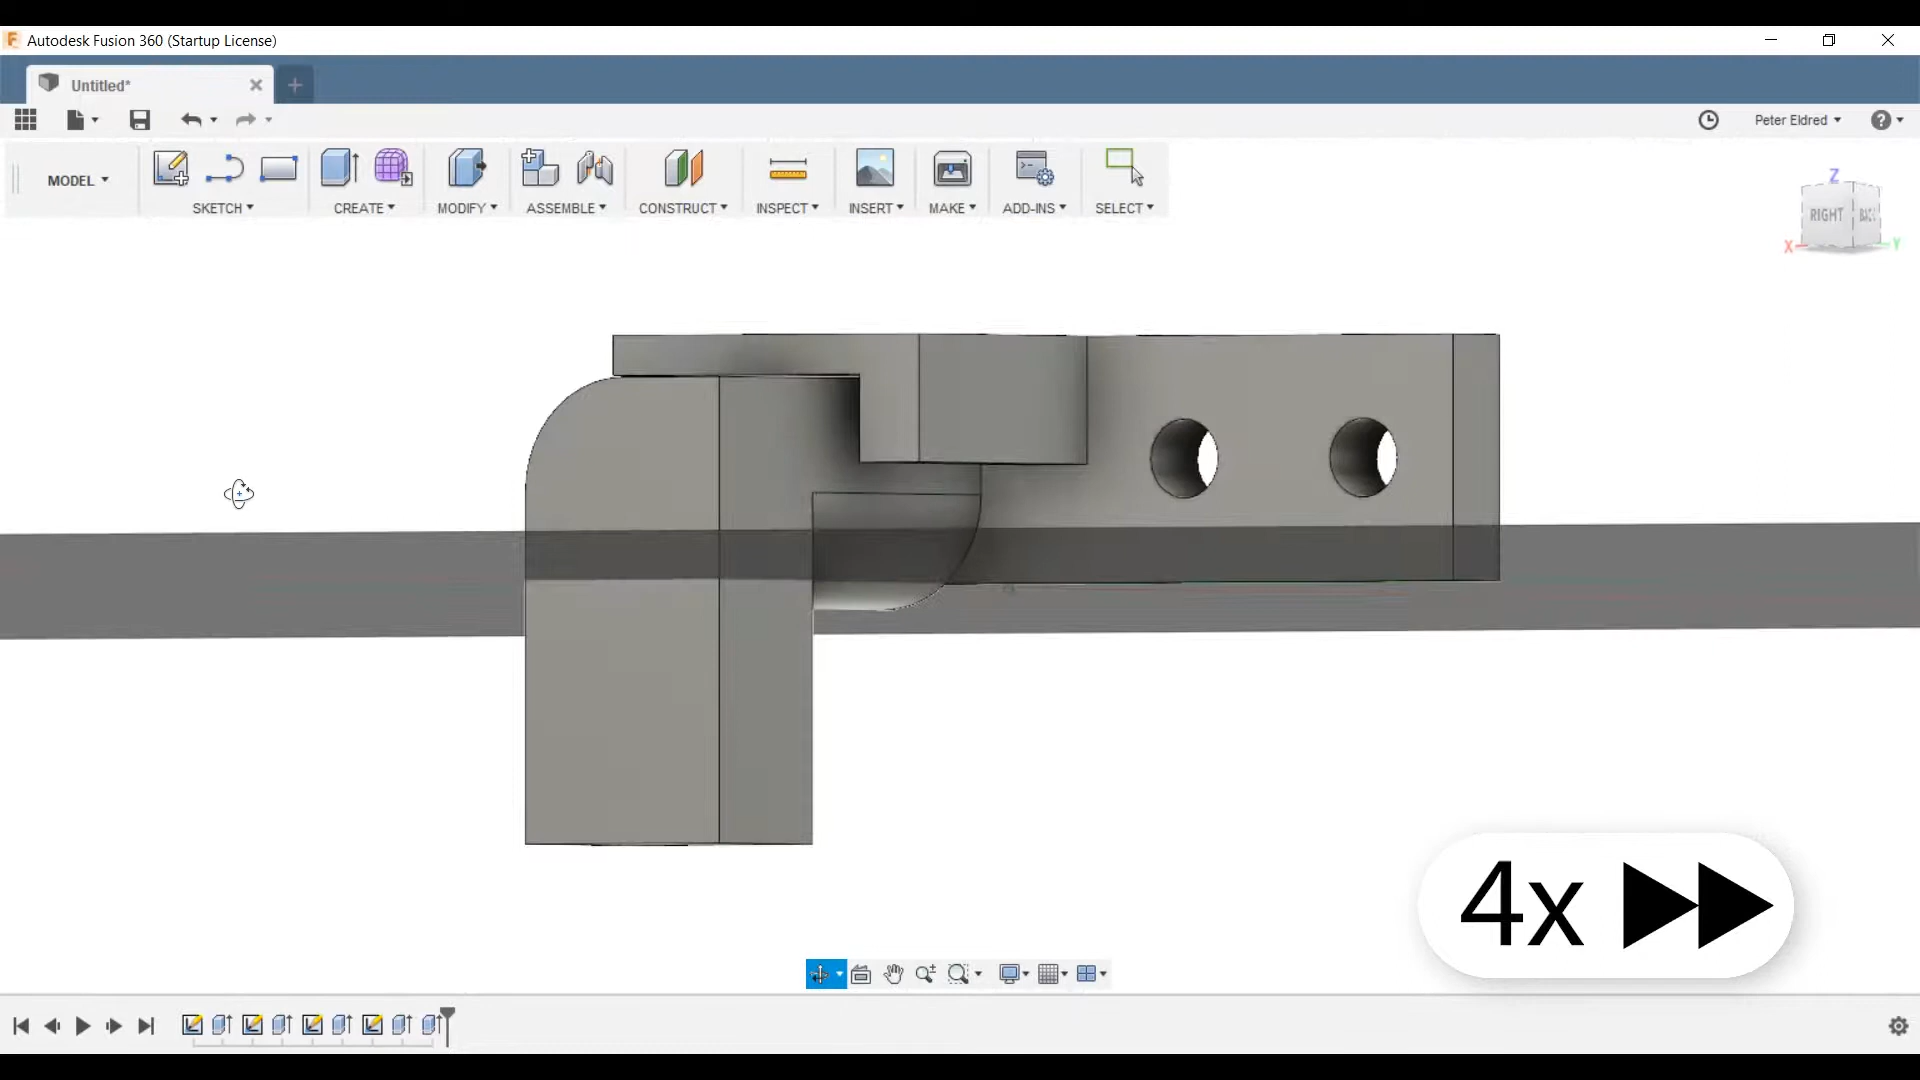 Autodesk Fusion 360 (Startup License)
Untitled*
Peter Eldred
MODEL
SKETCH
CREATE
MODIFY
ASSEMBLE
CONSTRUCT
INSPECT
INSERT
MAKE
ADD-INS
SELECT
Z
RIGHT
BACK
X
Y
4x